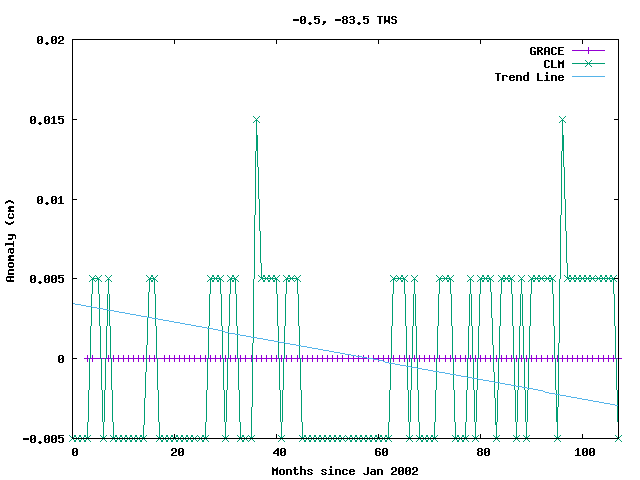 -0.5, -83.5 TWS
GRACE
CLM
Trend Line
0.02
0.015
0.01
0.005
0
-0.005
Anomaly (cm)
0 20 40 60 80 100
Months since Jan 2002